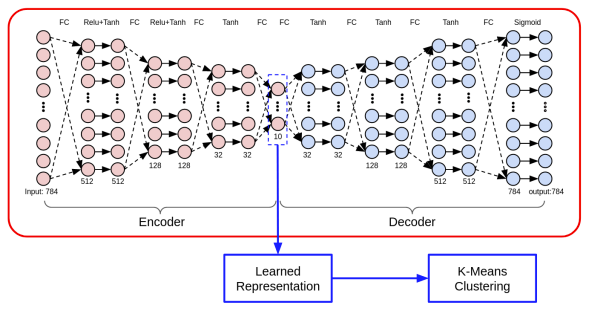 FC Relu+Tanh FC Relu+Tanh FC Tanh FC FC Tanh FC Tanh FC Tanh FC Sigmoid
10
32 32 32 32
128 128 128 128
512 512 512 512
Input: 784 784 output:784
Encoder Decoder
Learned
Representation
K-Means
Clustering